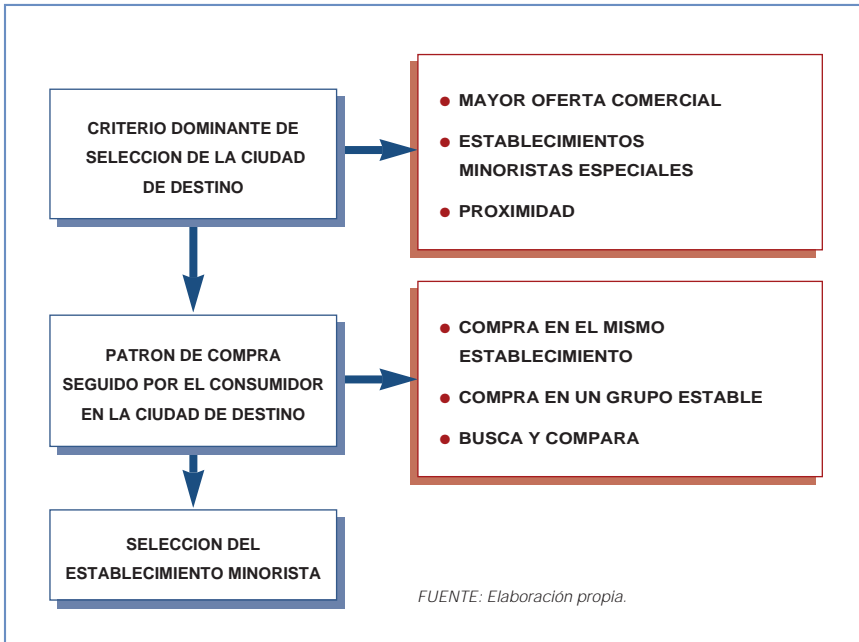 CRITERIO DOMINANTE DE
SELECCION DE LA CIUDAD
DE DESTINO
● MAYOR OFERTA COMERCIAL
● ESTABLECIMIENTOS
MINORISTAS ESPECIALES
● PROXIMIDAD
PATRON DE COMPRA
SEGUIDO POR EL CONSUMIDOR
EN LA CIUDAD DE DESTINO
● COMPRA EN EL MISMO
ESTABLECIMIENTO
● COMPRA EN UN GRUPO ESTABLE
● BUSCA Y COMPARA
SELECCION DEL
ESTABLECIMIENTO MINORISTA
FUENTE: Elaboración propia.